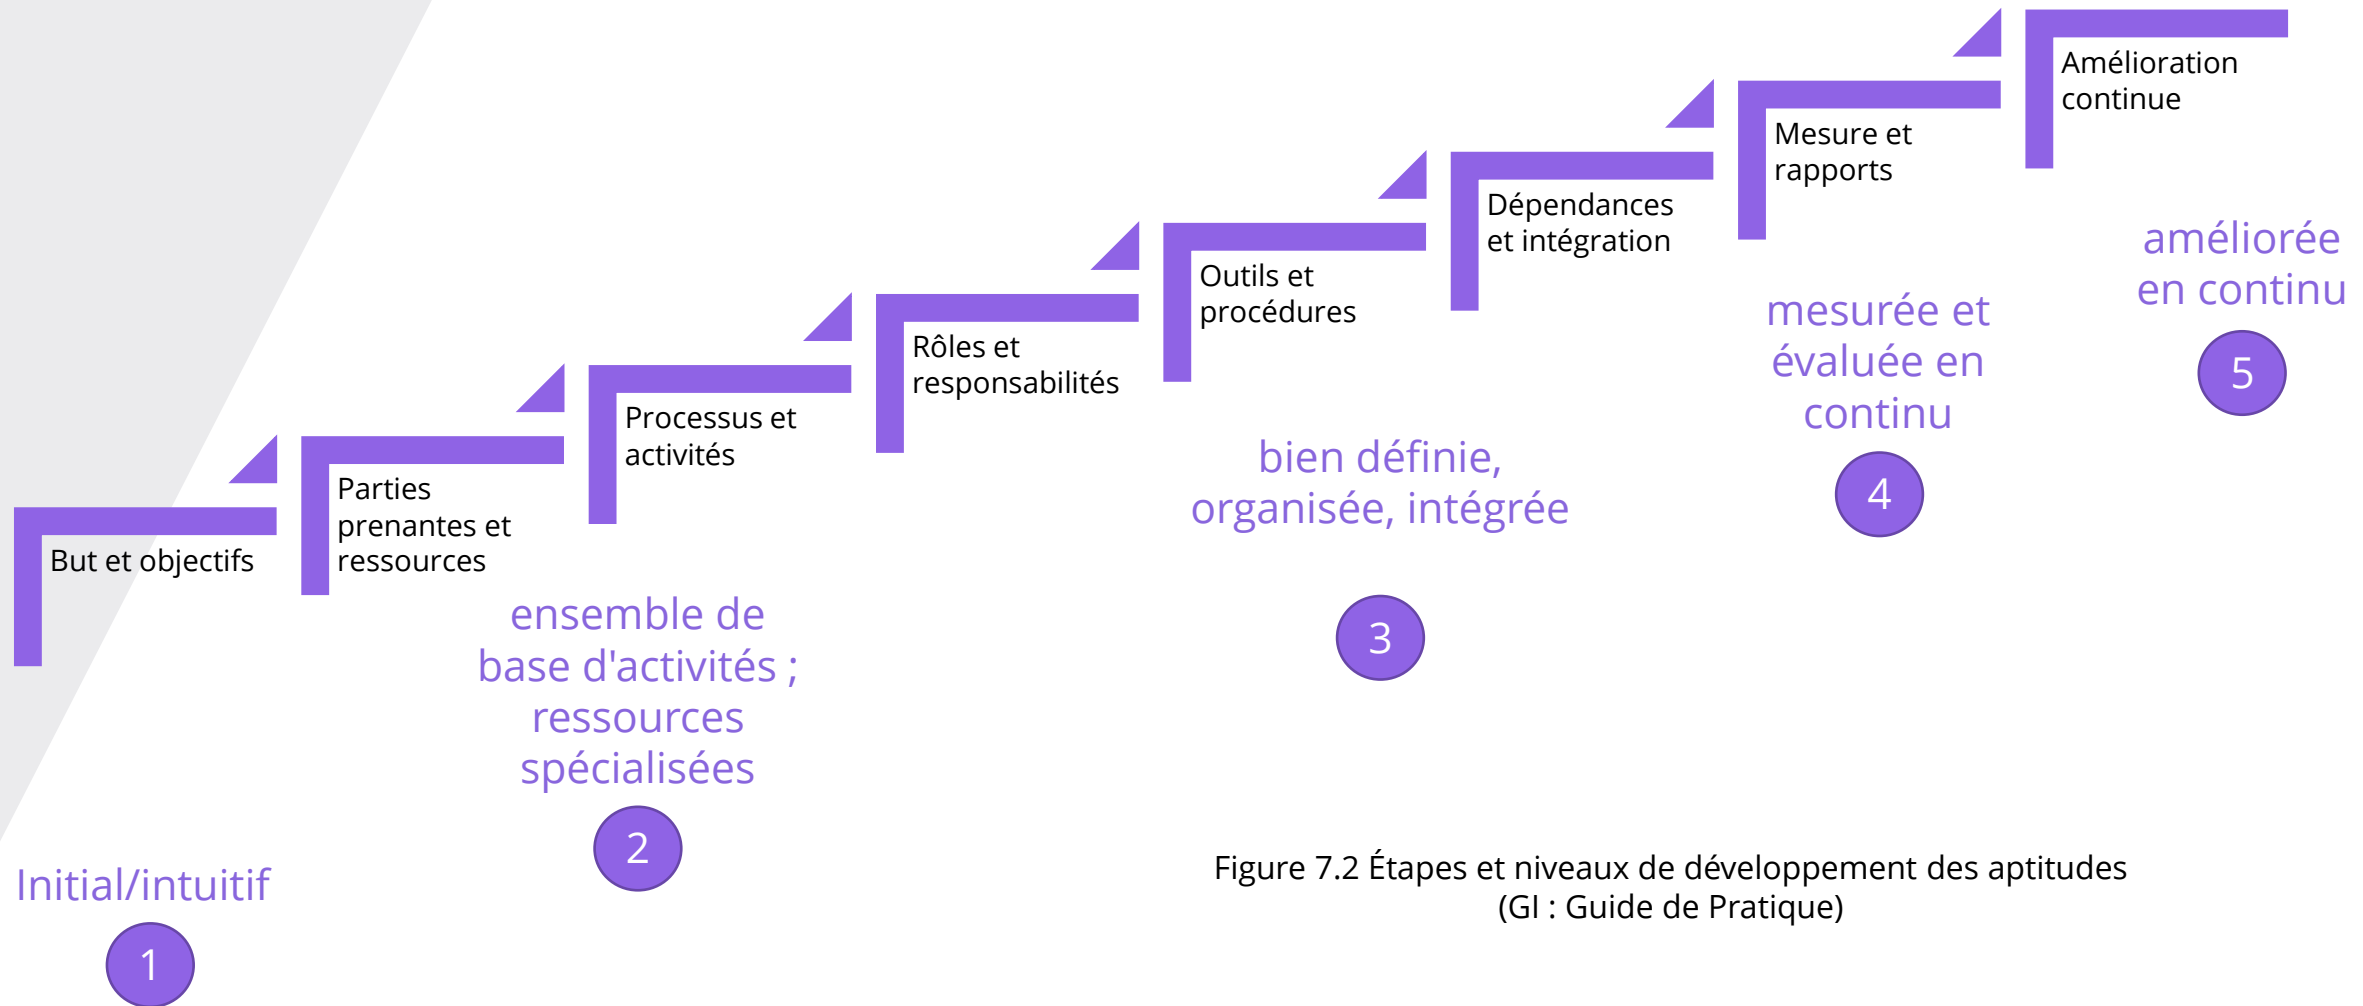 But et objectifs
Parties
prenantes et
ressources
Processus et
activités
Rôles et
responsabilités
Outils et
procédures
Dépendances
et intégration
Mesure et
rapports
Amélioration
continue
Initial/intuitif
1
ensemble de
base d'activités ;
ressources
spécialisées
2
bien définie,
organisée, intégrée
3
mesurée et
évaluée en
continu
4
améliorée
en continu
5
Figure 7.2 Étapes et niveaux de développement des aptitudes
(GI : Guide de Pratique)